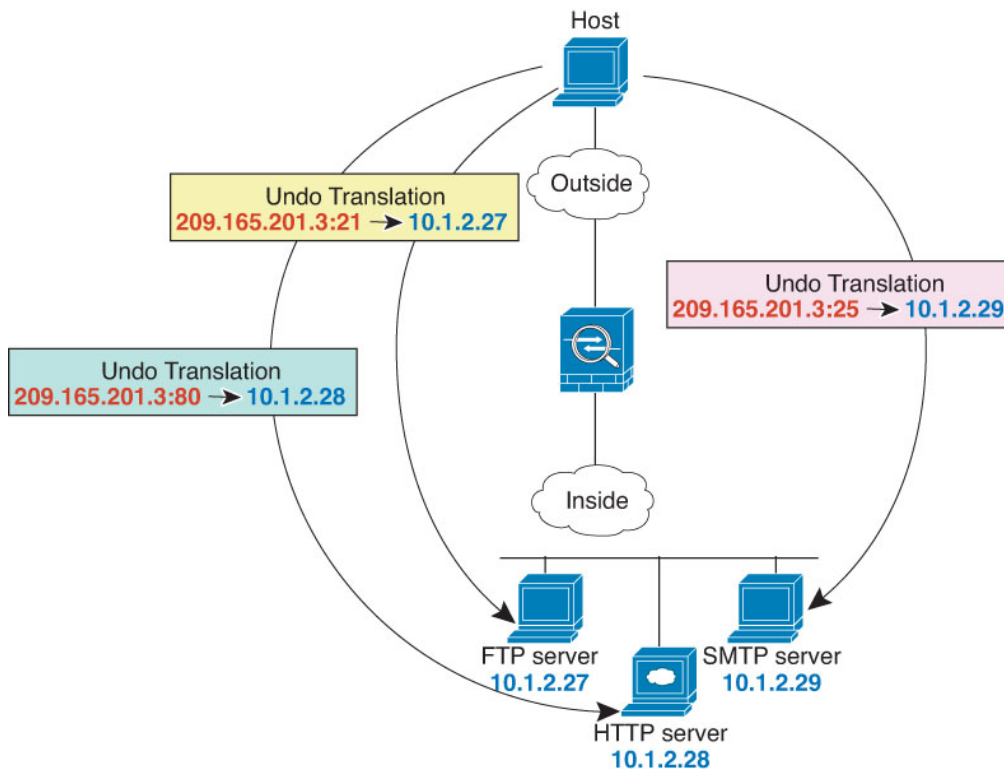 Host
Outside
Undo Translation
209.165.201.3:21 → 10.1.2.27
Undo Translation
209.165.201.3:25 → 10.1.2.29
Undo Translation
209.165.201.3:80 → 10.1.2.28
Inside
FTP server
10.1.2.27
SMTP server
10.1.2.29
HTTP server
10.1.2.28